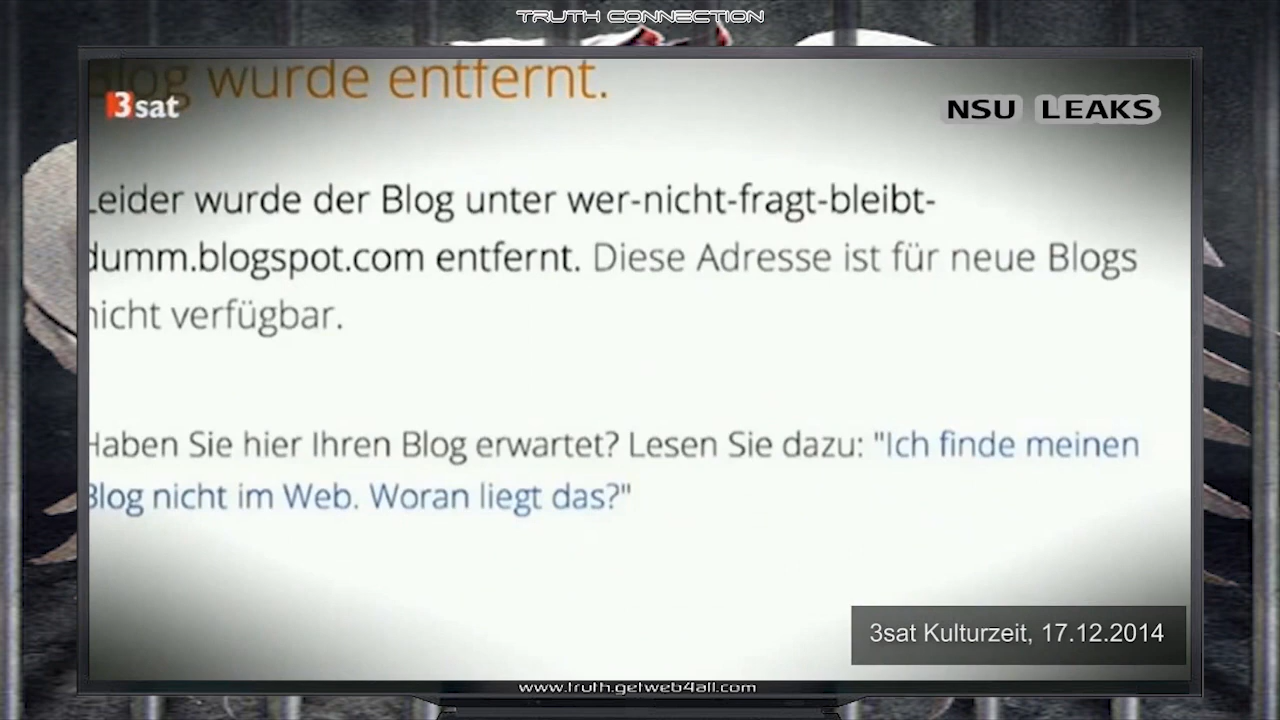 TRUTH CONNECTION
Blog wurde entfernt.
3sat
NSU LEAKS
Leider wurde der Blog unter wer-nicht-fragt-bleibt-
dumm.blogspot.com entfernt. Diese Adresse ist für neue Blogs
nicht verfügbar.
Haben Sie hier Ihren Blog erwartet? Lesen Sie dazu: "Ich finde meinen
Blog nicht im Web. Woran liegt das?"
3sat Kulturzeit, 17.12.2014
www.truth.getweb4all.com